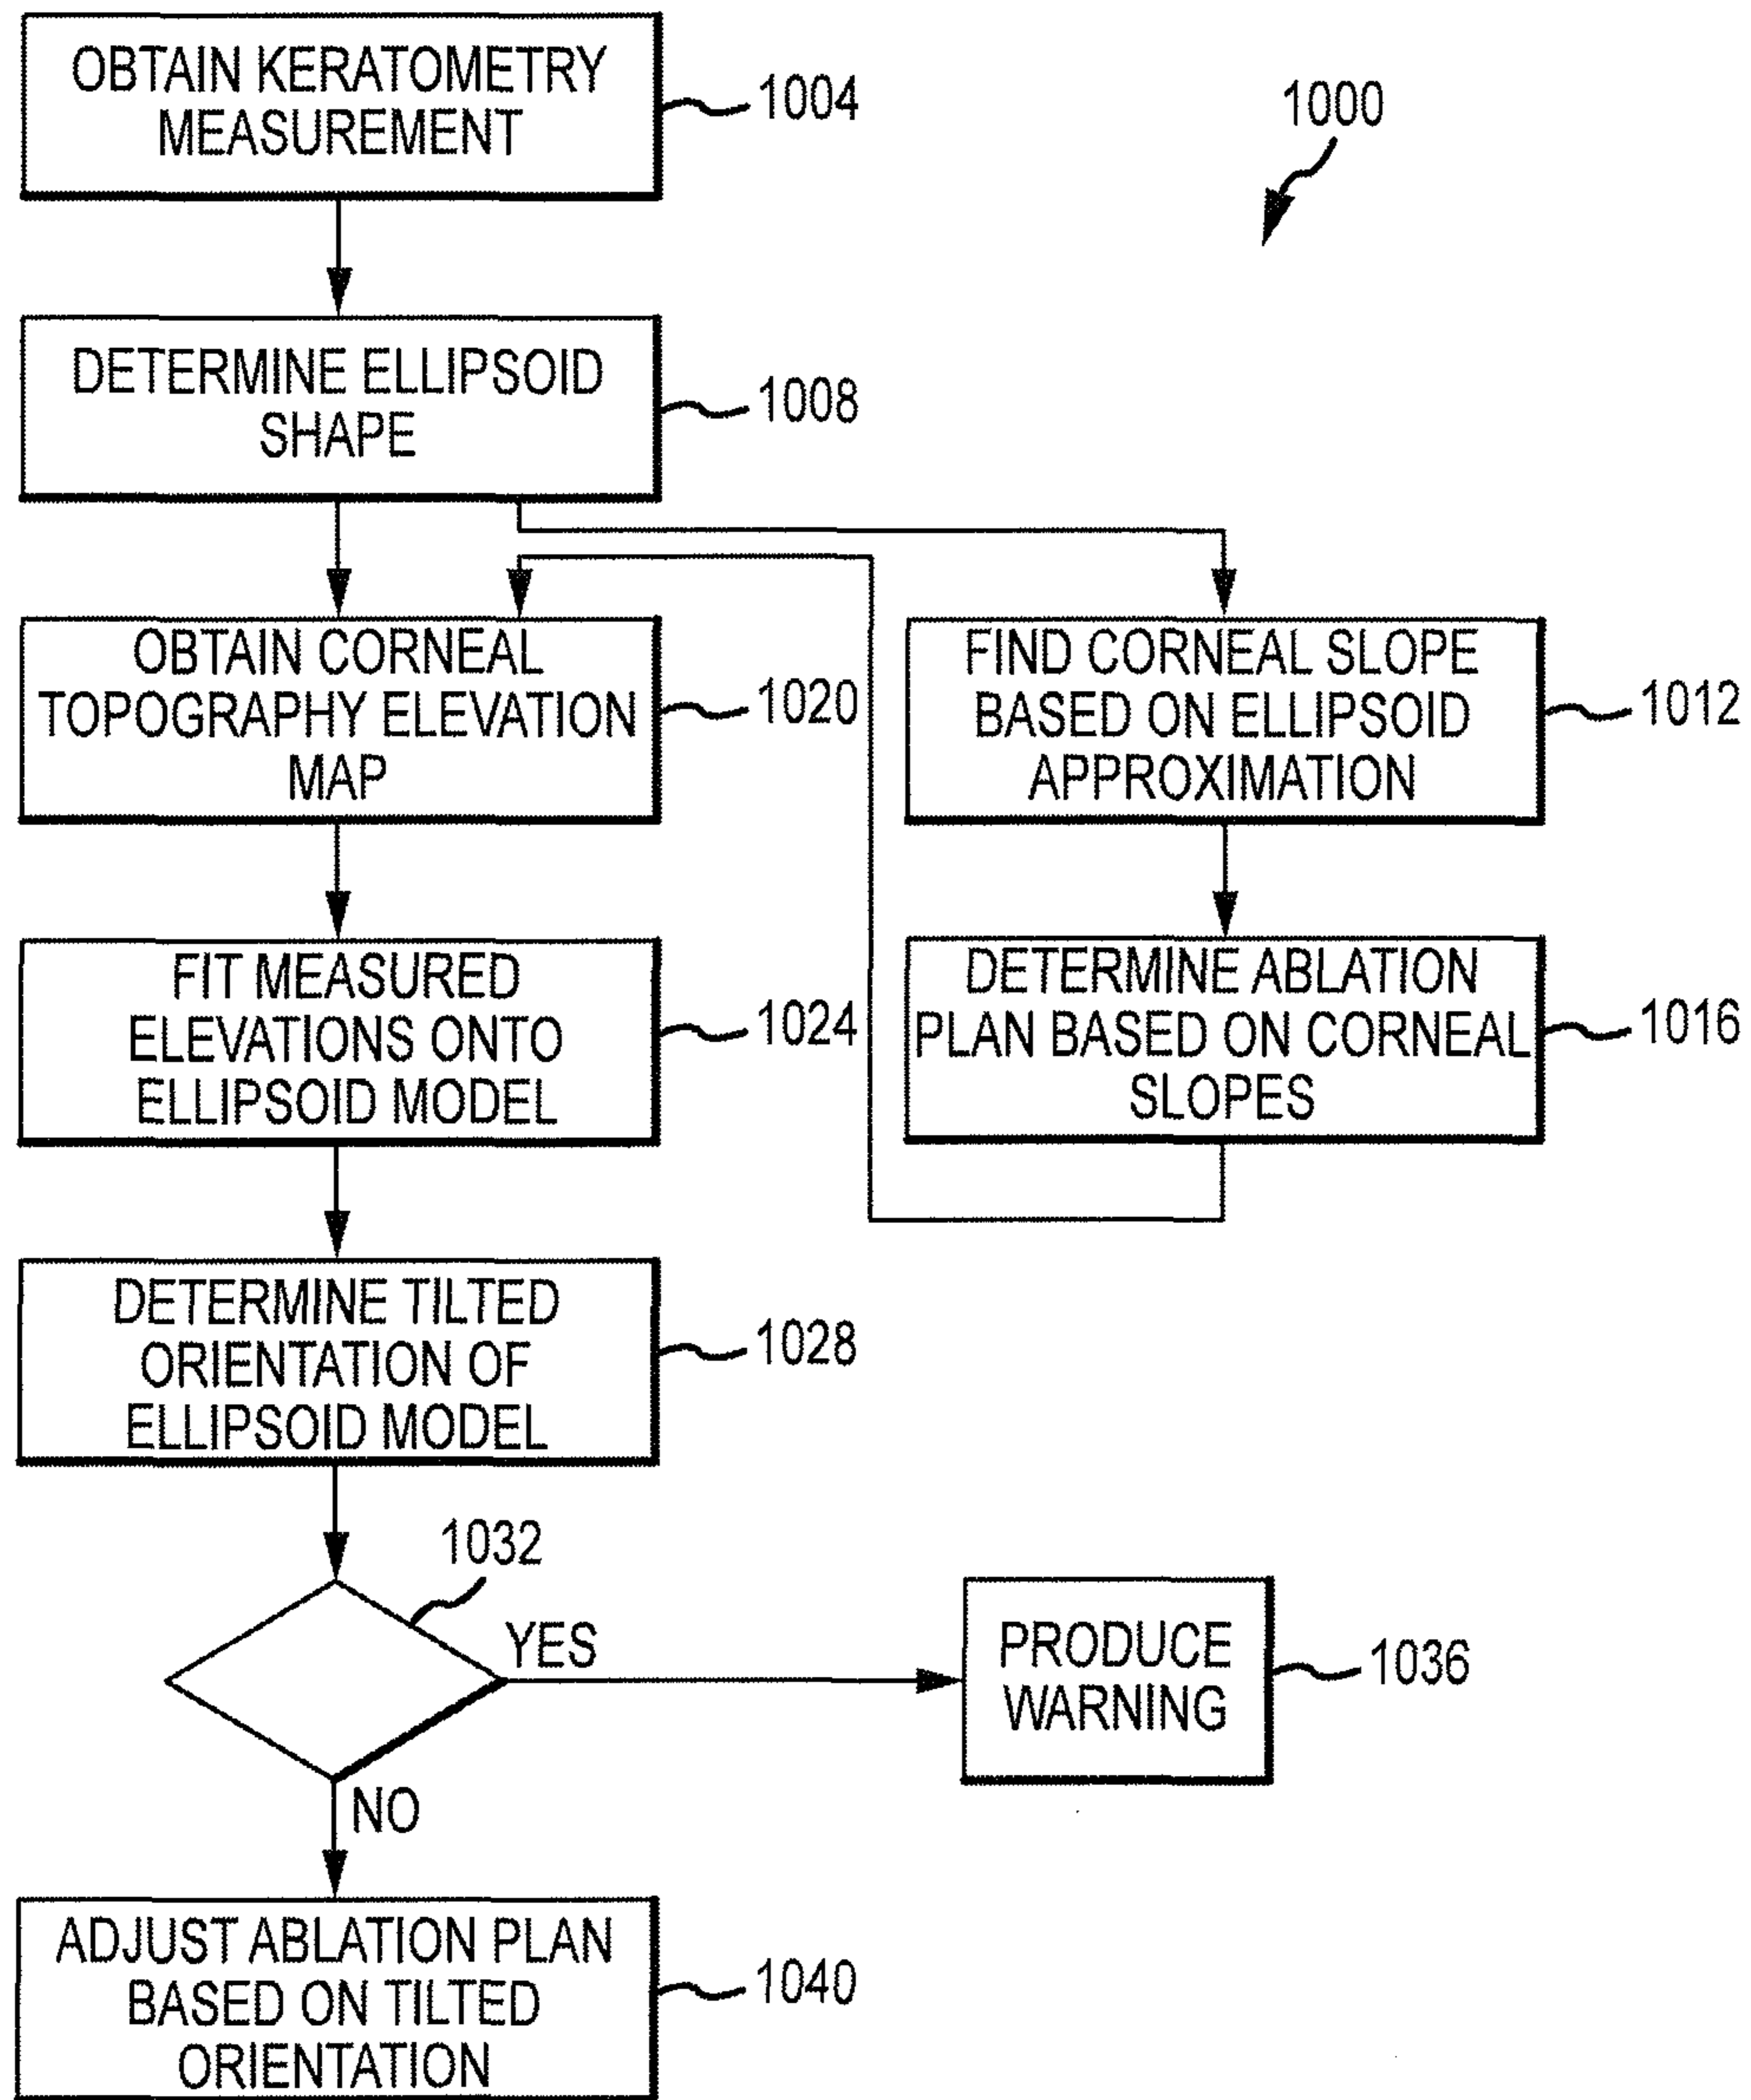 OBTAIN KERATOMETRY
MEASUREMENT
1004
1000
DETERMINE ELLIPSOID
SHAPE
1008
OBTAIN CORNEAL
TOPOGRAPHY ELEVATION
MAP
1020
FIND CORNEAL SLOPE
BASED ON ELLIPSOID
APPROXIMATION
1012
FIT MEASURED
ELEVATIONS ONTO
ELLIPSOID MODEL
1024
DETERMINE ABLATION
PLAN BASED ON CORNEAL
SLOPES
1016
DETERMINE TILTED
ORIENTATION OF
ELLIPSOID MODEL
1028
1032
YES
PRODUCE
WARNING
1036
NO
ADJUST ABLATION PLAN
BASED ON TILTED
ORIENTATION
1040